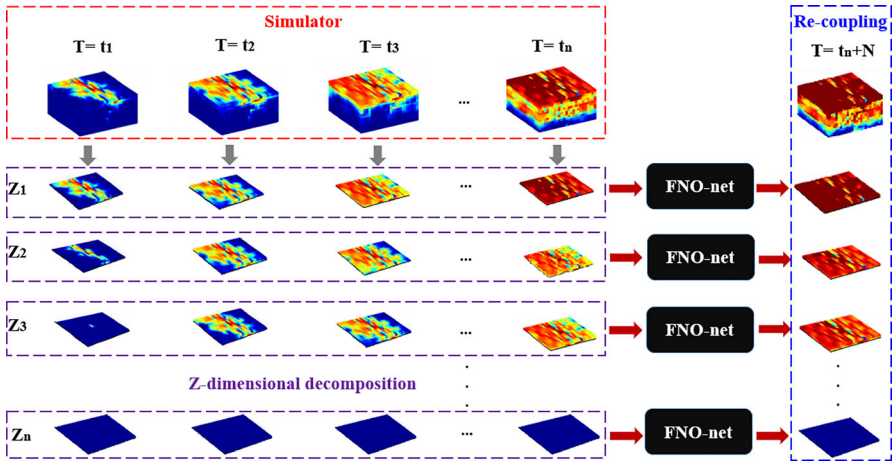 Simulator
Re-coupling
T= t1 T= t2 T= t3 T= tn
T= tn+N
...
Z1 ... FNO-net
Z2 ... FNO-net
Z3 ... FNO-net
Z-dimensional decomposition
Zn ... FNO-net